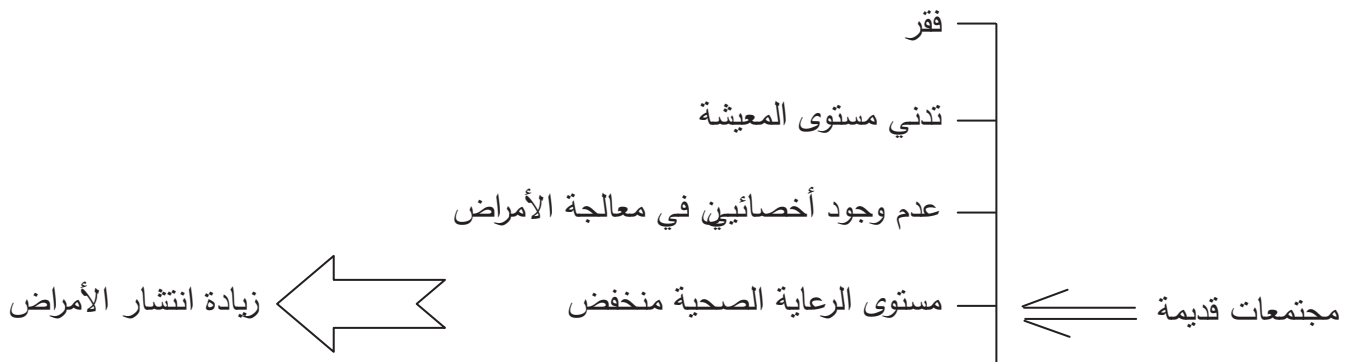 فقر
تدني مستوى المعيشة
عدم وجود أخصائيين في معالجة الأمراض
مجتمعات قديمة
مستوى الرعاية الصحية منخفض
زيادة انتشار الأمراض